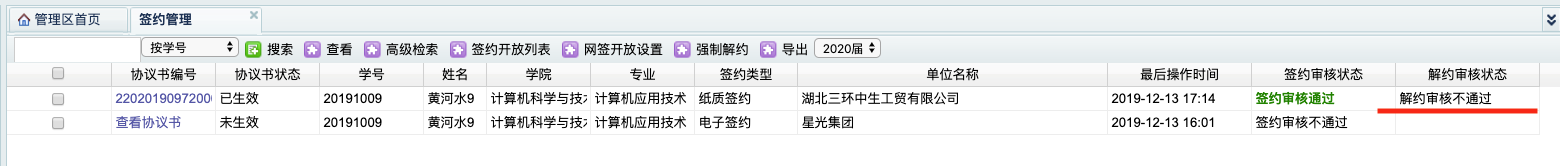 管理区首页 签约管理
按学号 搜索 查看 高级检索 签约开放列表 网签开放设置 强制解约 导出 2020届
协议书编号 协议书状态 学号 姓名 学院 专业 签约类型 单位名称 最后操作时间 签约审核状态 解约审核状态
2202019097200 已生效 20191009 黄河水9 计算机科学与技 计算机应用技术 纸质签约 湖北三环中生工贸有限公司 2019-12-13 17:14 签约审核通过 解约审核不通过
查看协议书 未生效 20191009 黄河水9 计算机科学与技 计算机应用技术 电子签约 星光集团 2019-12-13 16:01 签约审核不通过